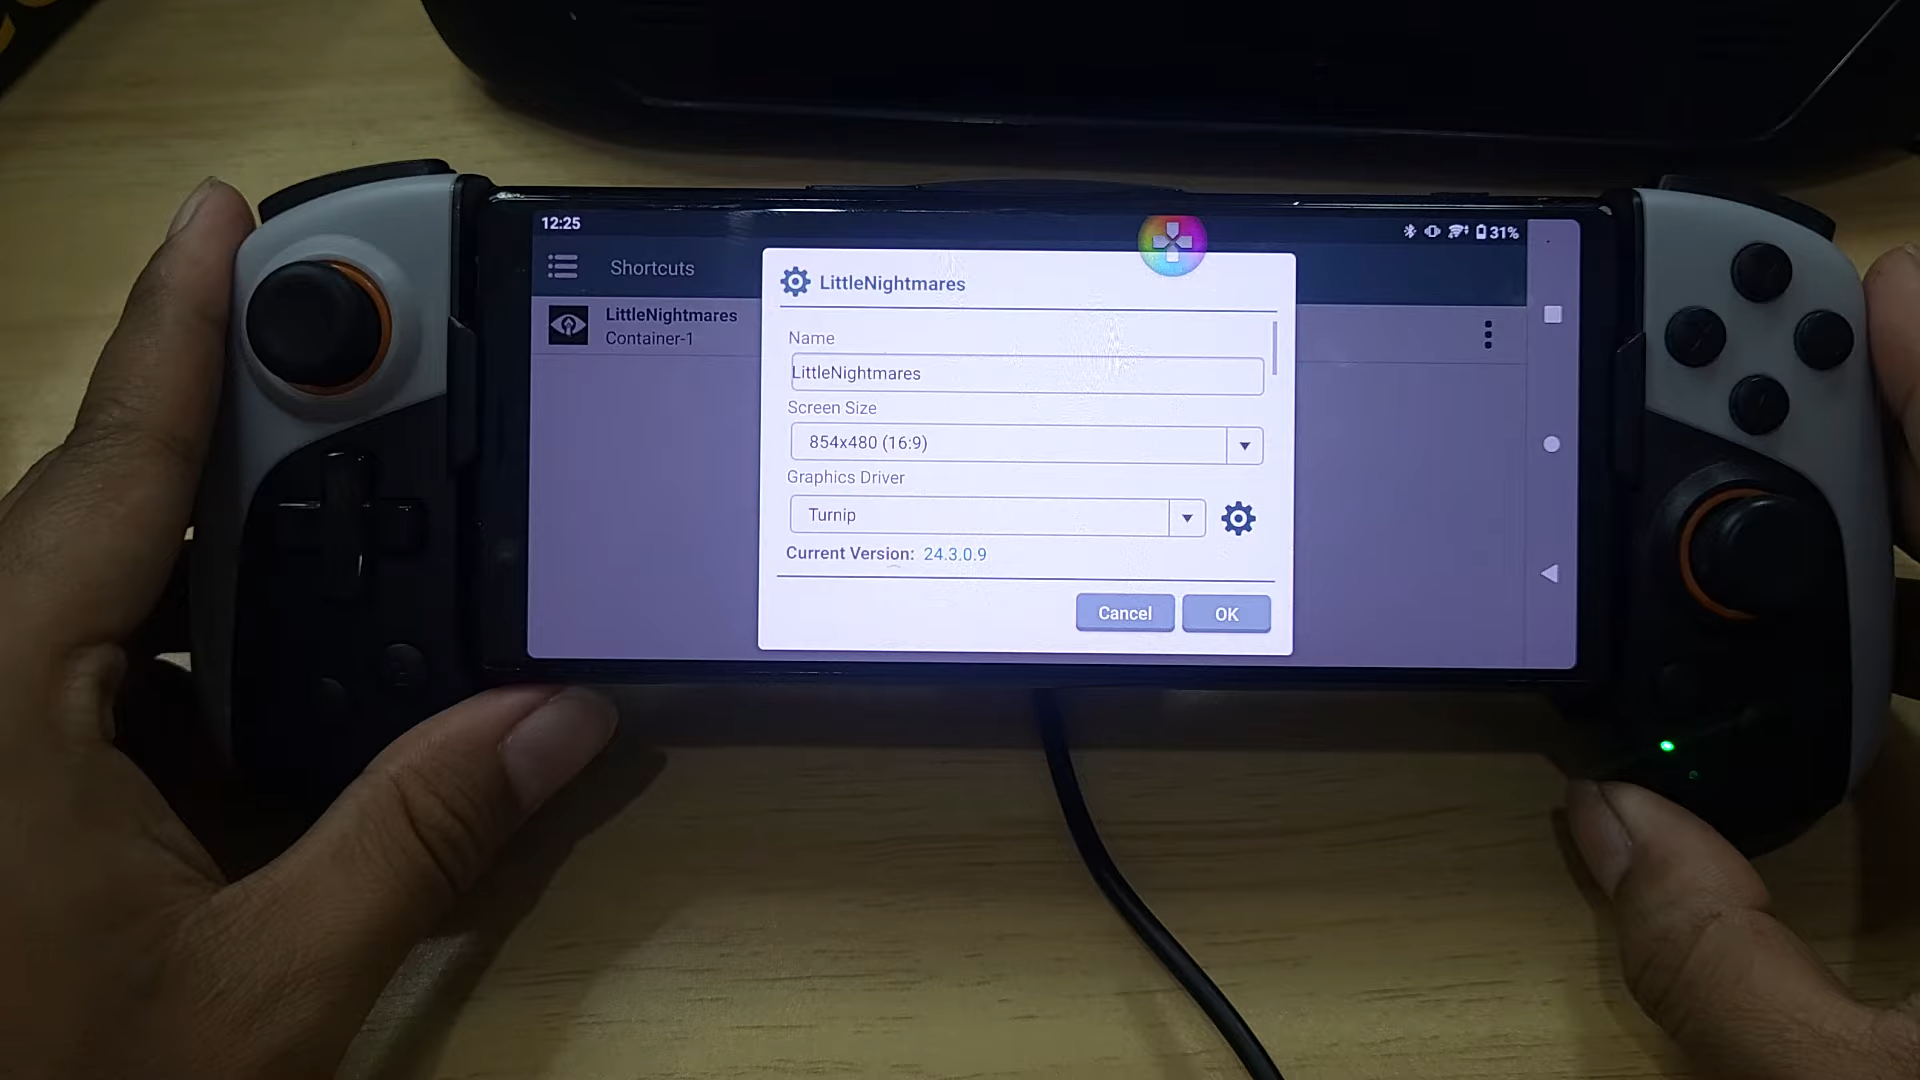 12:25
31%
Shortcuts
LittleNightmares
Container-1
LittleNightmares
Name
LittleNightmares
Screen Size
854x480 (16:9)
Graphics Driver
Turnip
Current Version: 24.3.0.9
Cancel
OK